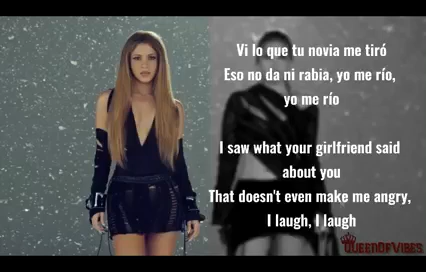 Vi lo que tu novia me tiró
Eso no da ni rabia, yo me río,
yo me río
I saw what your girlfriend said
about you
That doesn't even make me angry,
I laugh, I laugh
QUEENOFVIBES